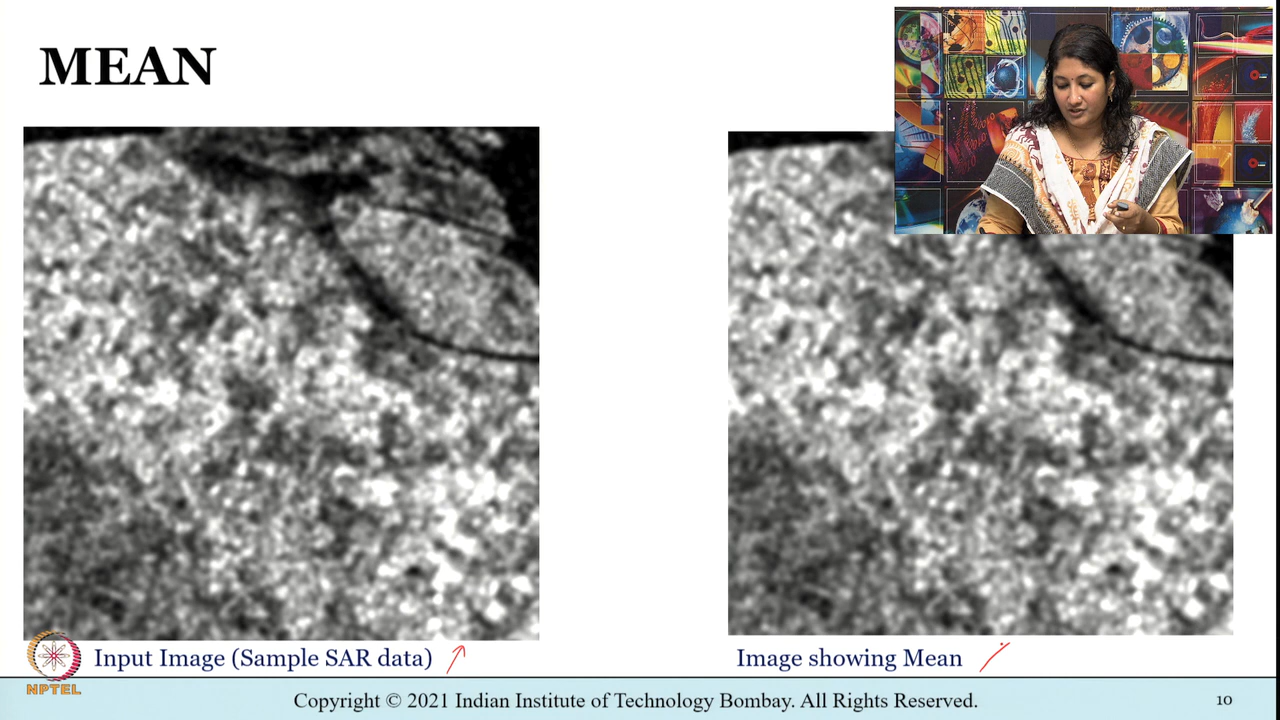 MEAN
Input Image (Sample SAR data)
Image showing Mean
NPTEL
Copyright © 2021 Indian Institute of Technology Bombay. All Rights Reserved.
10